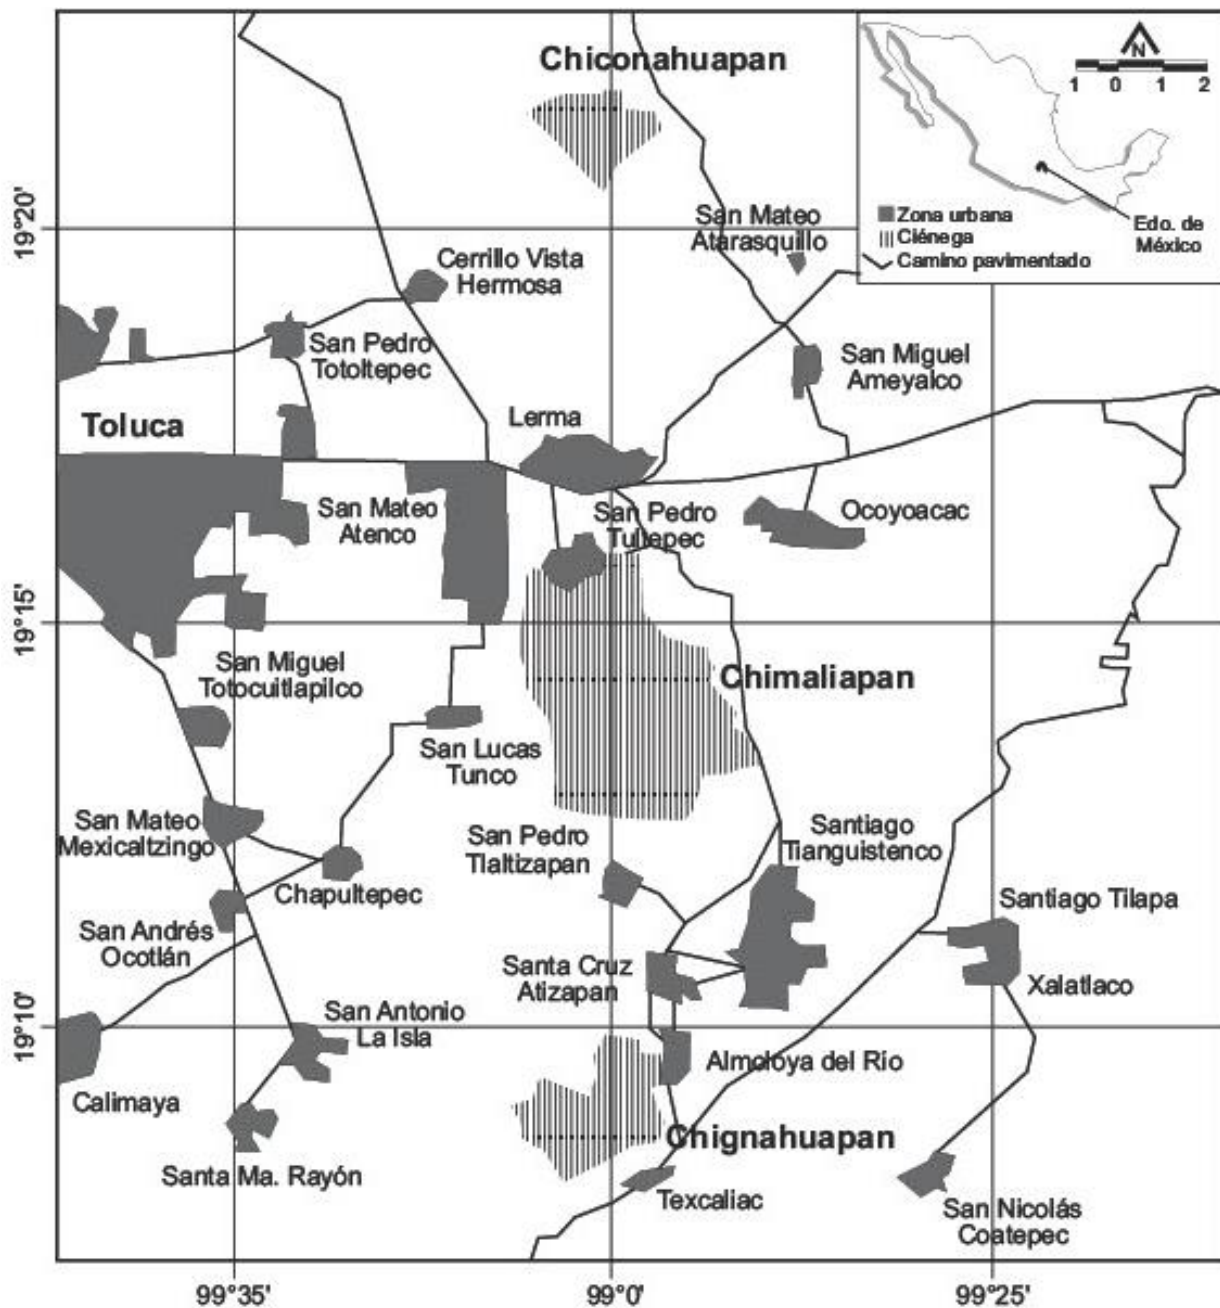 Chiconahuapan
N
1 0 1 2
Edo. de
México
Zona urbana
Ciénega
Camino pavimentado
19°20'
San Mateo
Atarasquillo
Cerrillo Vista
Hermosa
San Pedro
Totoltepec
San Miguel
Ameyalco
Toluca
Lerma
San Mateo
Atenco
San Pedro
Tultepec
Ocoyoacac
19°15'
San Miguel
Totocuitlapilco
Chimaliapan
San Lucas
Tunco
San Mateo
Mexicaltzingo
San Pedro
Tlaltizapan
Santiago
Tianguistenco
Chapultepec
Santiago Tilapa
San Andrés
Ocotlán
Santa Cruz
Atizapan
Xalatlaco
19°10'
San Antonio
La Isla
Almoloya del Río
Calimaya
Chignahuapan
Santa Ma. Rayón
Texcaliac
San Nicolás
Coatepec
99°35'
99°0'
99°25'